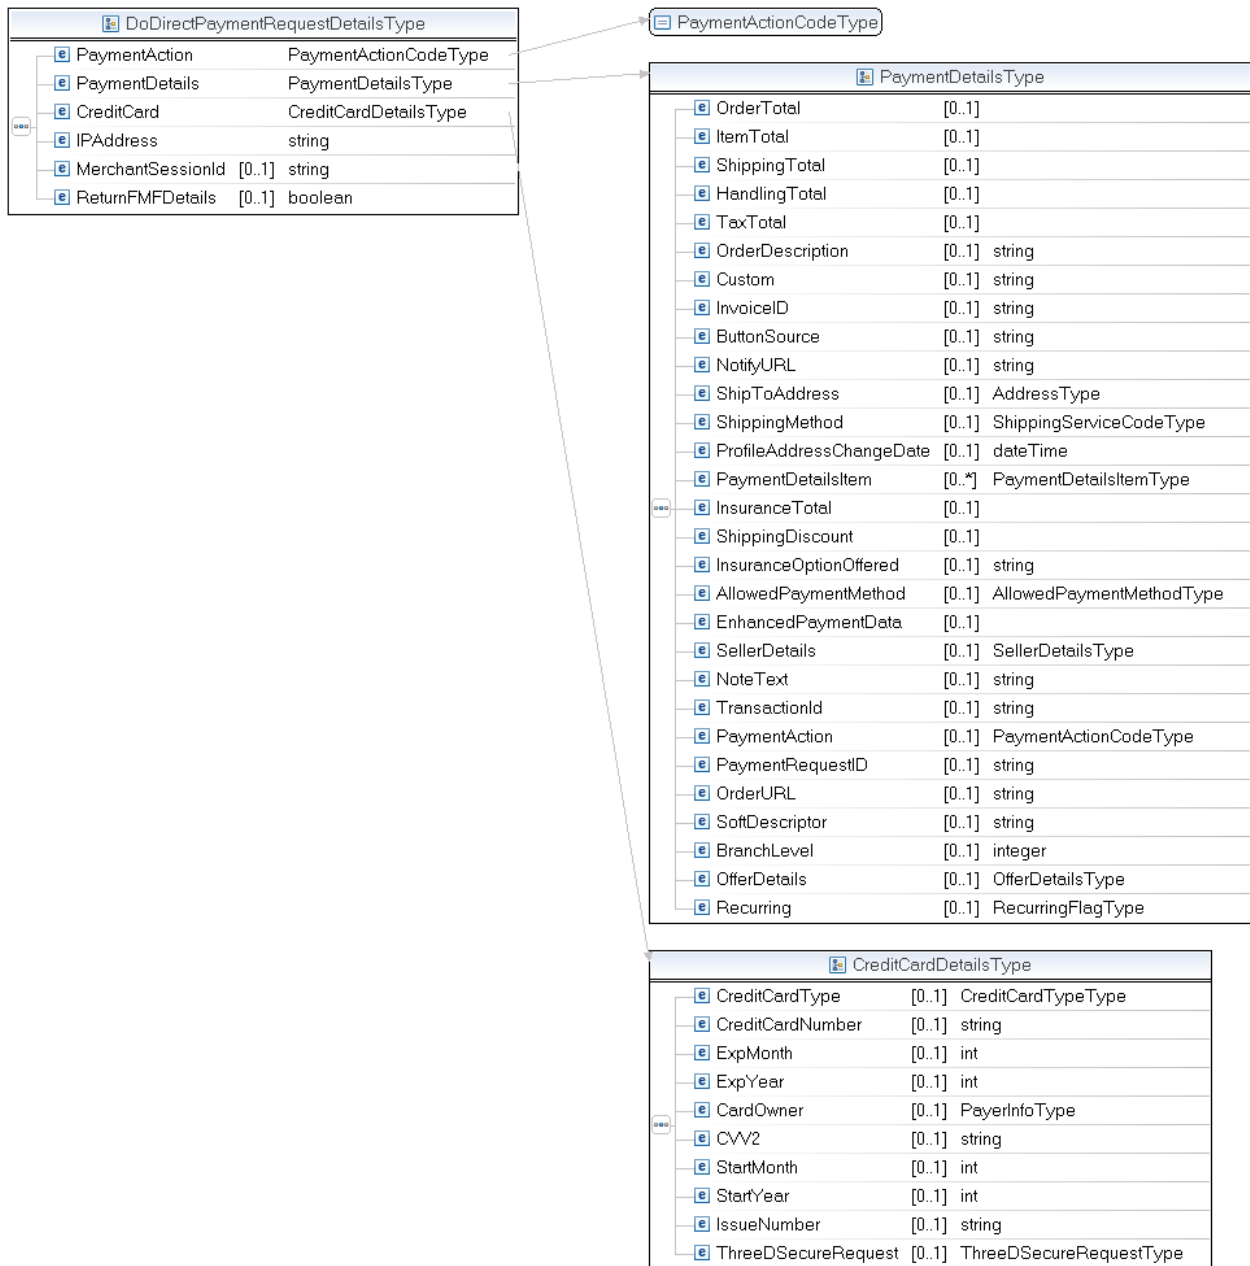 DoDirectPaymentRequestDetailsType
PaymentAction PaymentActionCodeType
PaymentDetails PaymentDetailsType
CreditCard CreditCardDetailsType
IPAddress string
MerchantSessionId [0..1] string
ReturnFMFDetails [0..1] boolean
PaymentActionCodeType
PaymentDetailsType
OrderTotal [0..1]
ItemTotal [0..1]
ShippingTotal [0..1]
HandlingTotal [0..1]
TaxTotal [0..1]
OrderDescription [0..1] string
Custom [0..1] string
InvoiceID [0..1] string
ButtonSource [0..1] string
NotifyURL [0..1] string
ShipToAddress [0..1] AddressType
ShippingMethod [0..1] ShippingServiceCodeType
ProfileAddressChangeDate [0..1] dateTime
PaymentDetailsItem [0..*] PaymentDetailsItemType
InsuranceTotal [0..1]
ShippingDiscount [0..1]
InsuranceOptionOffered [0..1] string
AllowedPaymentMethod [0..1] AllowedPaymentMethodType
EnhancedPaymentData [0..1]
SellerDetails [0..1] SellerDetailsType
NoteText [0..1] string
TransactionId [0..1] string
PaymentAction [0..1] PaymentActionCodeType
PaymentRequestID [0..1] string
OrderURL [0..1] string
SoftDescriptor [0..1] string
BranchLevel [0..1] integer
OfferDetails [0..1] OfferDetailsType
Recurring [0..1] RecurringFlagType
CreditCardDetailsType
CreditCardType [0..1] CreditCardTypeType
CreditCardNumber [0..1] string
ExpMonth [0..1] int
ExpYear [0..1] int
CardOwner [0..1] PayerInfoType
CVV2 [0..1] string
StartMonth [0..1] int
StartYear [0..1] int
IssueNumber [0..1] string
ThreeDSecureRequest [0..1] ThreeDSecureRequestType